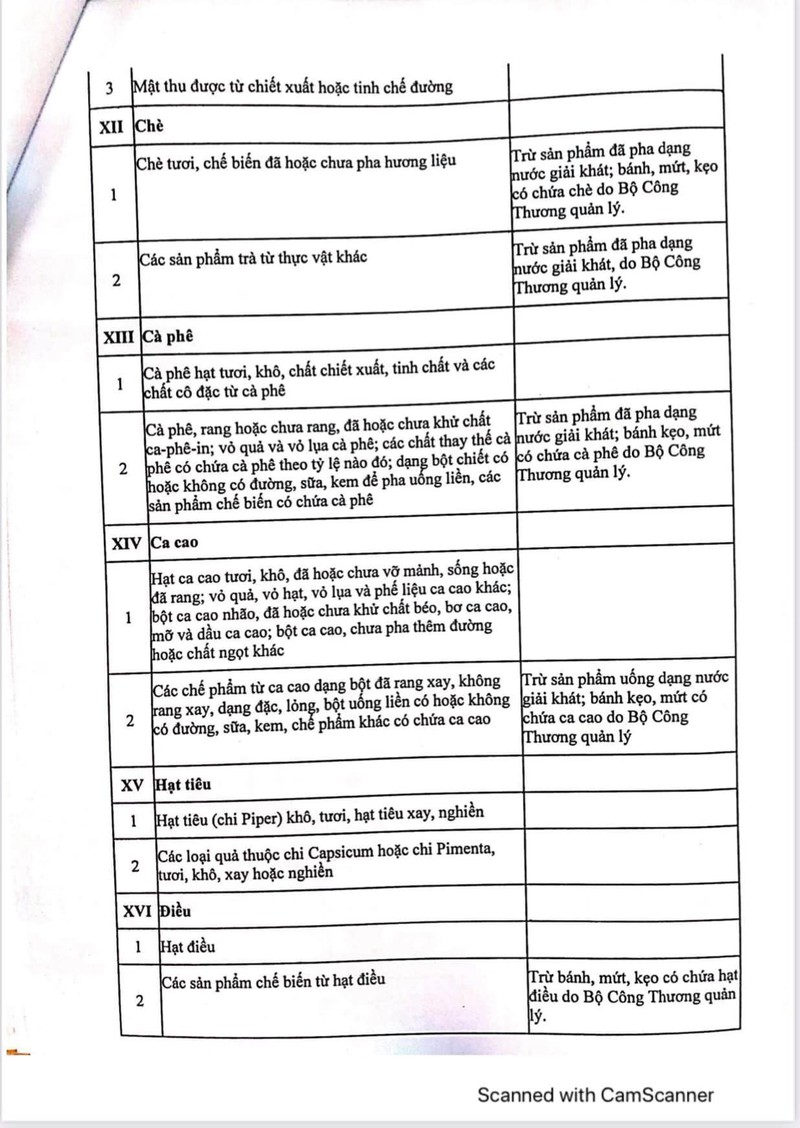 3 Mật thu được từ chiết xuất hoặc tinh chế đường
XII Chè
1
Chè tươi, chế biến đã hoặc chưa pha hương liệu
Trừ sản phẩm đã pha dạng
nước giải khát; bánh, mứt, kẹo
có chứa chè do Bộ Công
Thương quản lý.
2
Các sản phẩm trà từ thực vật khác
Trừ sản phẩm đã pha dạng
nước giải khát, do Bộ Công
Thương quản lý.
XIII Cà phê
1
Cà phê hạt tươi, khô, chất chiết xuất, tinh chất và các
chất cô đặc từ cà phê
2
Cà phê, rang hoặc chưa rang, đã hoặc chưa khử chất
ca-phê-in; vỏ quả và vỏ lụa cà phê; các chất thay thế cà
phê có chứa cà phê theo tỷ lệ nào đó; dạng bột chiết có
hoặc không có đường, sữa, kem để pha uống liền, các
sản phẩm chế biến có chứa cà phê
Trừ sản phẩm đã pha dạng
nước giải khát; bánh kẹo, mứt
có chứa cà phê do Bộ Công
Thương quản lý.
XIV Ca cao
1
Hạt ca cao tươi, khô, đã hoặc chưa vỡ mảnh, sống hoặc
đã rang; vỏ quả, vỏ hạt, vỏ lụa và phế liệu ca cao khác;
bột ca cao nhão, đã hoặc chưa khử chất béo, bơ ca cao,
mỡ và dầu ca cao; bột ca cao, chưa pha thêm đường
hoặc chất ngọt khác
2
Các chế phẩm từ ca cao dạng bột đã rang xay, không
rang xay, dạng đặc, lỏng, bột uống liền có hoặc không
có đường, sữa, kem, chế phẩm khác có chứa ca cao
Trừ sản phẩm uống dạng nước
giải khát; bánh kẹo, mứt có
chứa ca cao do Bộ Công
Thương quản lý
XV Hạt tiêu
1 Hạt tiêu (chi Piper) khô, tươi, hạt tiêu xay, nghiền
2
Các loại quả thuộc chi Capsicum hoặc chi Pimenta,
tươi, khô, xay hoặc nghiền
XVI Điều
1 Hạt điều
2
Các sản phẩm chế biến từ hạt điều
Trừ bánh, mứt, kẹo có chứa hạt
điều do Bộ Công Thương quản
lý.
Scanned with CamScanner